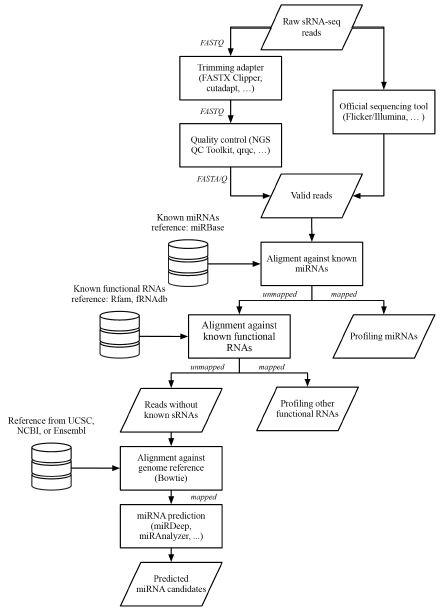 Raw sRNA-seq
reads
FASTQ
Trimming adapter
(FASTX Clipper,
cutadapt, …)
Official sequencing tool
(Flicker/Illumina, … )
FASTQ
Quality control (NGS
QC Toolkit, qrqc, …)
FASTA/Q
Valid reads
Known miRNAs
reference: miRBase
Aligment against known
miRNAs
unmapped
mapped
Known functional RNAs
reference: Rfam, fRNAdb
Alignment against
known functional
RNAs
Profiling miRNAs
unmapped
mapped
Reads without
known sRNAs
Profiling other
functional RNAs
Reference from UCSC,
NCBI, or Ensembl
Alignment against
genome reference
(Bowtie)
mapped
miRNA prediction
(miRDeep,
miRAnalyzer, ...)
Predicted
miRNA candidates